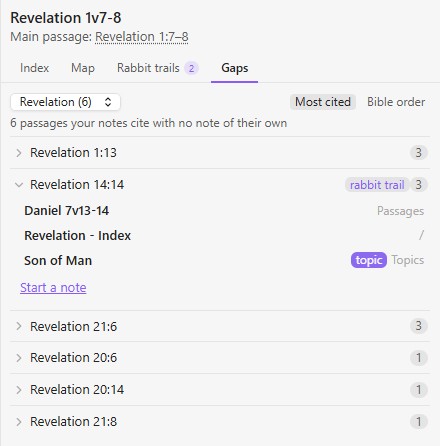 Revelation 1v7-8
Main passage: Revelation 1:7–8
Index Map Rabbit trails 2 Gaps
Revelation (6) Most cited Bible order
6 passages your notes cite with no note of their own
Revelation 1:13 3
Revelation 14:14 rabbit trail 3
Daniel 7v13-14 Passages
Revelation - Index /
Son of Man topic Topics
Start a note
Revelation 21:6 3
Revelation 20:6 1
Revelation 20:14 1
Revelation 21:8 1